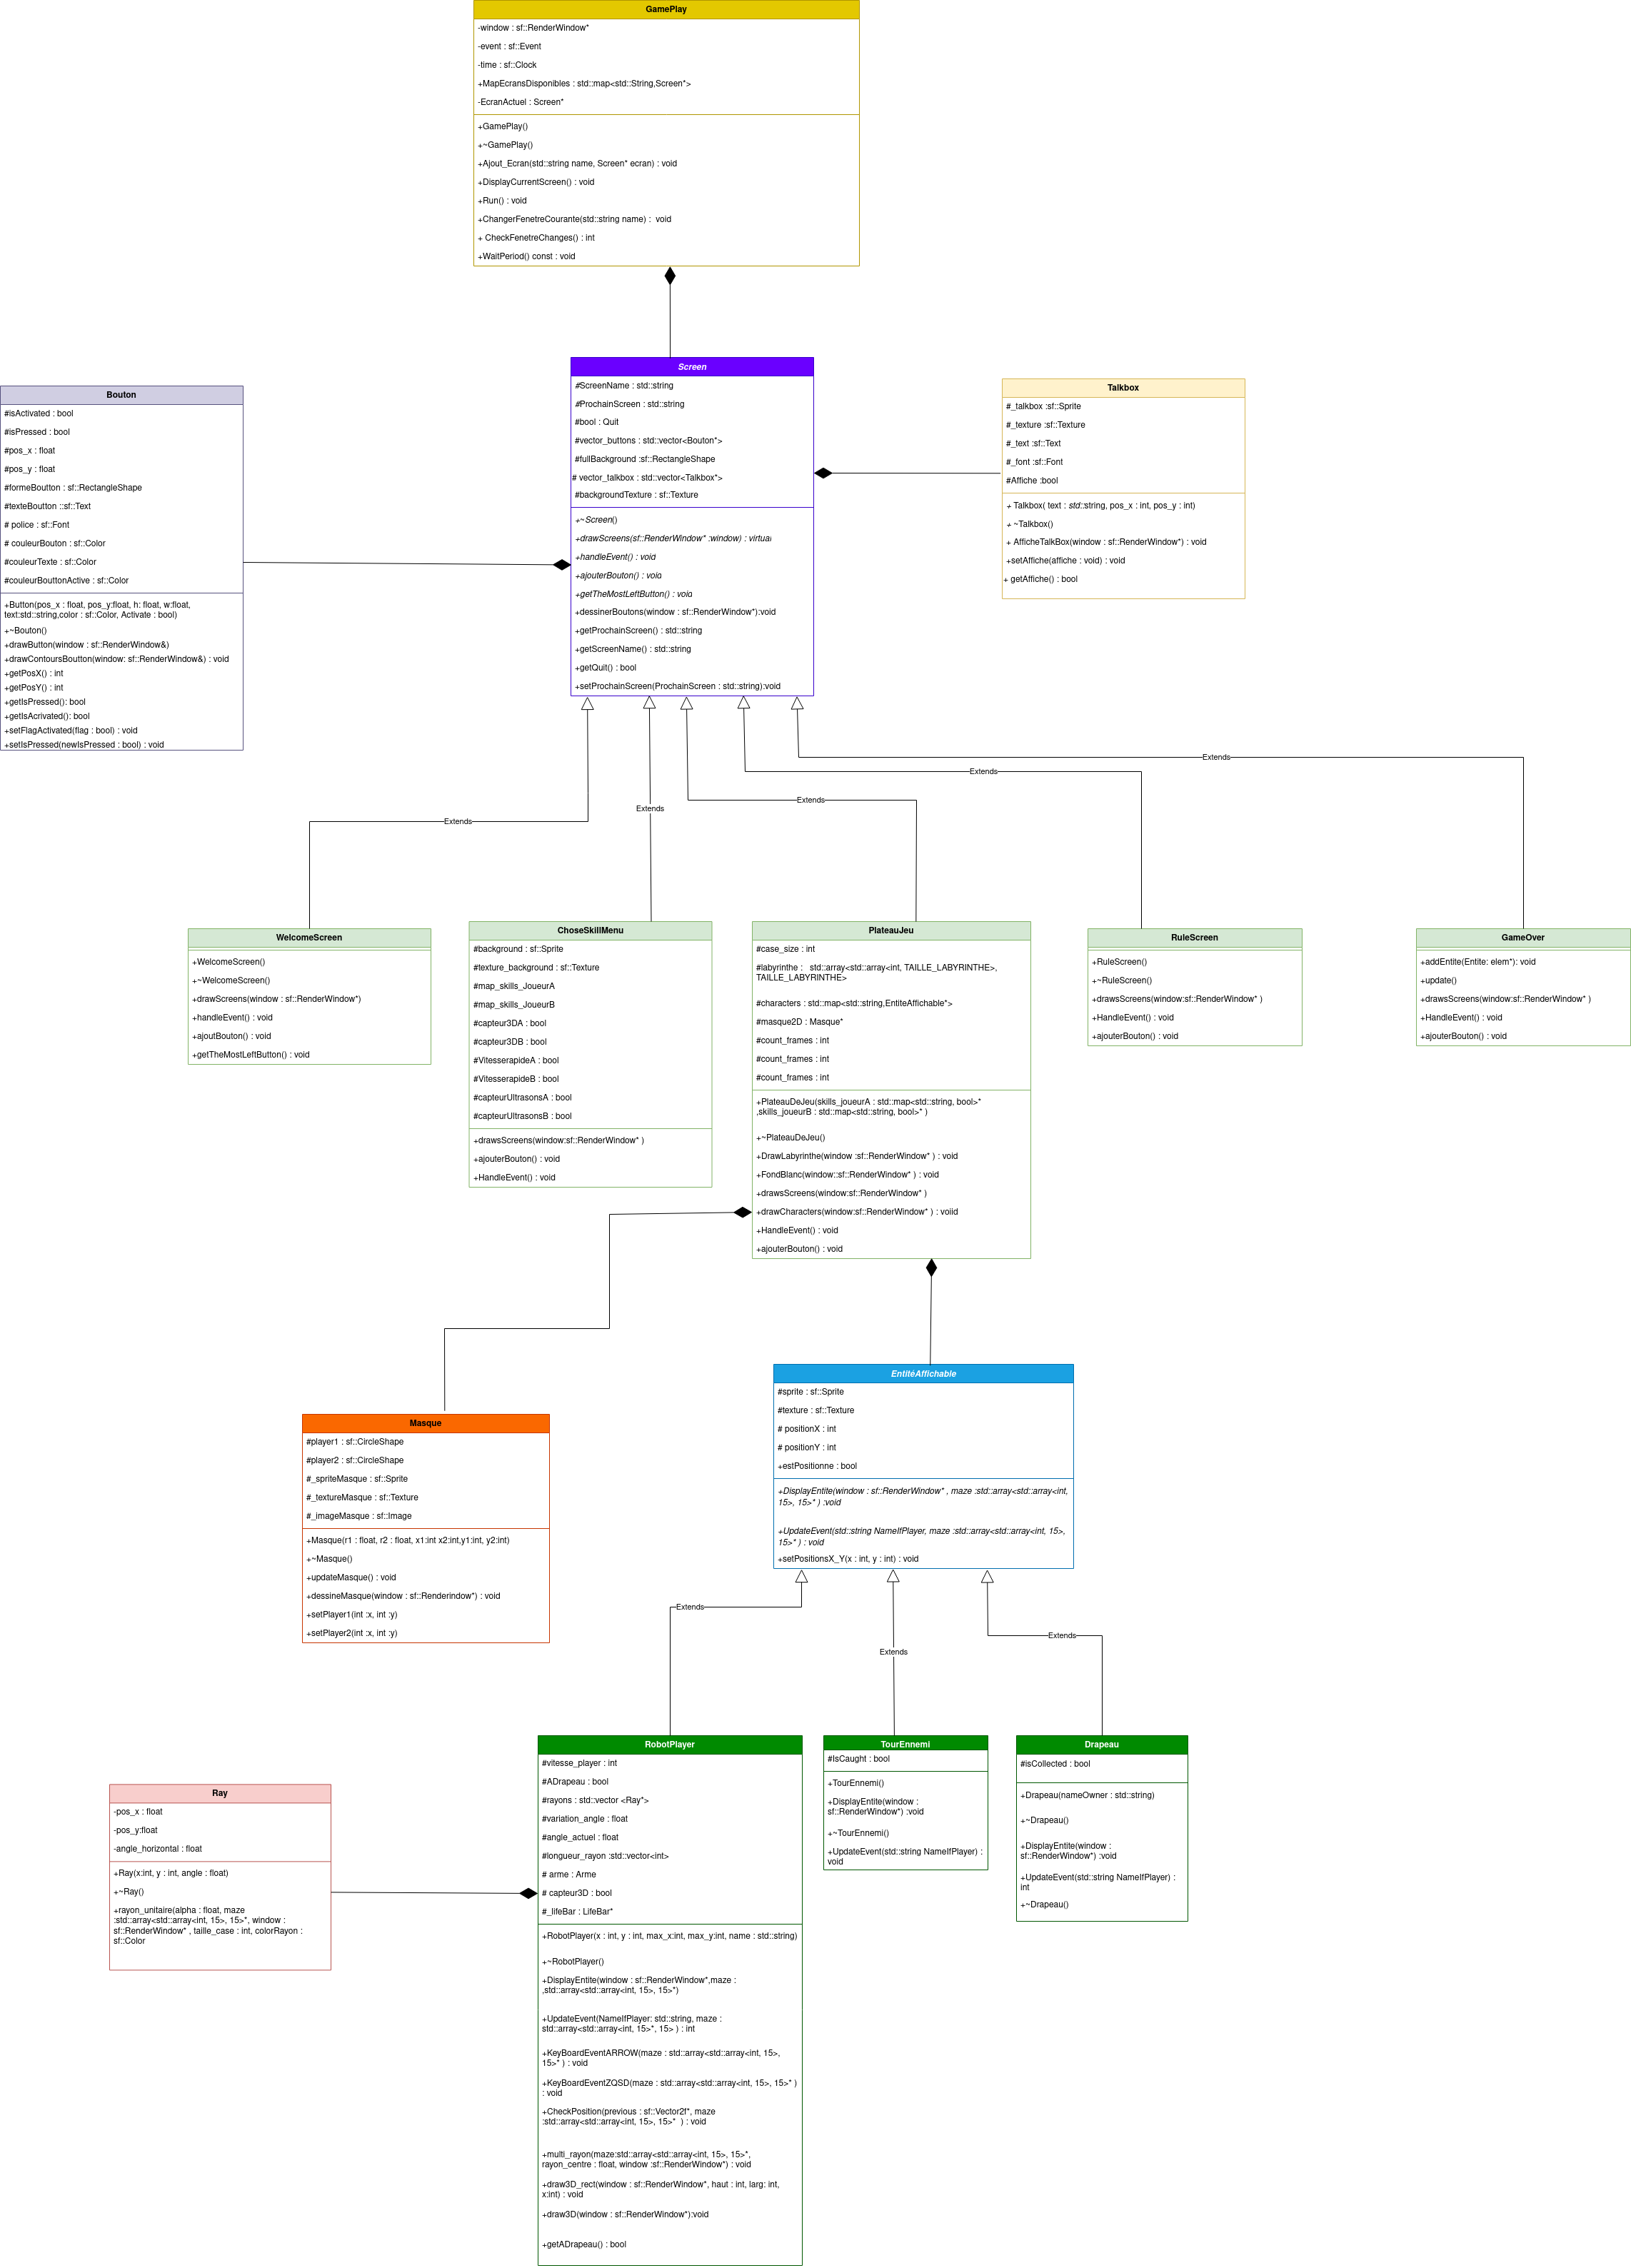 GamePlay
-window : sf::RenderWindow*
-event : sf::Event
-time : sf::Clock
+MapEcransDisponibles : std::map<std::String,Screen*>
-EcranActuel : Screen*
+GamePlay()
+~GamePlay()
+Ajout_Ecran(std::string name, Screen* ecran) : void
+DisplayCurrentScreen() : void
+Run() : void
+ChangerFenetreCourante(std::string name) :  void
+ CheckFenetreChanges() : int
+WaitPeriod() const : void
Bouton
#isActivated : bool
#isPressed : bool
#pos_x : float
#pos_y : float
#formeBoutton : sf::RectangleShape
#texteBoutton ::sf::Text
# police : sf::Font
# couleurBouton : sf::Color
#couleurTexte : sf::Color
#couleurBouttonActive : sf::Color
+Button(pos_x : float, pos_y:float, h: float, w:float,
text:std::string,color : sf::Color, Activate : bool)
+~Bouton()
+drawButton(window : sf::RenderWindow&)
+drawContoursBoutton(window: sf::RenderWindow&) : void
+getPosX() : int
+getPosY() : int
+getIsPressed(): bool
+getIsAcrivated(): bool
+setFlagActivated(flag : bool) : void
+setIsPressed(newIsPressed : bool) : void
Screen
#ScreenName : std::string
#ProchainScreen : std::string
#bool : Quit
#vector_buttons : std::vector<Bouton*>
#fullBackground :sf::RectangleShape
# vector_talkbox : std::vector<Talkbox*>
#backgroundTexture : sf::Texture
+~Screen()
+drawScreens(sf::RenderWindow* :window) : virtual
+handleEvent() : void
+ajouterBouton() : void
+getTheMostLeftButton() : void
+dessinerBoutons(window : sf::RenderWindow*):void
+getProchainScreen() : std::string
+getScreenName() : std::string
+getQuit() : bool
+setProchainScreen(ProchainScreen : std::string):void
Talkbox
#_talkbox :sf::Sprite
#_texture :sf::Texture
#_text :sf::Text
#_font :sf::Font
#Affiche :bool
+ Talkbox( text : std::string, pos_x : int, pos_y : int)
+ ~Talkbox()
+ AfficheTalkBox(window : sf::RenderWindow*) : void
+setAffiche(affiche : void) : void
+ getAffiche() : bool
Extends
Extends
Extends
Extends
Extends
WelcomeScreen
+WelcomeScreen()
+~WelcomeScreen()
+drawScreens(window : sf::RenderWindow*)
+handleEvent() : void
+ajoutBouton() : void
+getTheMostLeftButton() : void
ChoseSkillMenu
#background : sf::Sprite
#texture_background : sf::Texture
#map_skills_JoueurA
#map_skills_JoueurB
#capteur3DA : bool
#capteur3DB : bool
#VitesserapideA : bool
#VitesserapideB : bool
#capteurUltrasonsA : bool
#capteurUltrasonsB : bool
+drawsScreens(window:sf::RenderWindow* )
+ajouterBouton() : void
+HandleEvent() : void
PlateauJeu
#case_size : int
#labyrinthe :   std::array<std::array<int, TAILLE_LABYRINTHE>,
TAILLE_LABYRINTHE>
#characters : std::map<std::string,EntiteAffichable*>
#masque2D : Masque*
#count_frames : int
#count_frames : int
#count_frames : int
+PlateauDeJeu(skills_joueurA : std::map<std::string, bool>*
,skills_joueurB : std::map<std::string, bool>* )
+~PlateauDeJeu()
+DrawLabyrinthe(window :sf::RenderWindow* ) : void
+FondBlanc(window::sf::RenderWindow* ) : void
+drawsScreens(window:sf::RenderWindow* )
+drawCharacters(window:sf::RenderWindow* ) : voiid
+HandleEvent() : void
+ajouterBouton() : void
RuleScreen
+RuleScreen()
+~RuleScreen()
+drawsScreens(window:sf::RenderWindow* )
+HandleEvent() : void
+ajouterBouton() : void
GameOver
+addEntite(Entite: elem*): void
+update()
+drawsScreens(window:sf::RenderWindow* )
+HandleEvent() : void
+ajouterBouton() : void
Masque
#player1 : sf::CircleShape
#player2 : sf::CircleShape
#_spriteMasque : sf::Sprite
#_textureMasque : sf::Texture
#_imageMasque : sf::Image
+Masque(r1 : float, r2 : float, x1:int x2:int,y1:int, y2:int)
+~Masque()
+updateMasque() : void
+dessineMasque(window : sf::Renderindow*) : void
+setPlayer1(int :x, int :y)
+setPlayer2(int :x, int :y)
EntitéAffichable
#sprite : sf::Sprite
#texture : sf::Texture
# positionX : int
# positionY : int
+estPositionne : bool
+DisplayEntite(window : sf::RenderWindow* , maze :std::array<std::array<int,
15>, 15>* ) :void
+UpdateEvent(std::string NameIfPlayer, maze :std::array<std::array<int, 15>,
15>* ) : void
+setPositionsX_Y(x : int, y : int) : void
Extends
Extends
Extends
Ray
-pos_x : float
-pos_y:float
-angle_horizontal : float
+Ray(x:int, y : int, angle : float)
+~Ray()
+rayon_unitaire(alpha : float, maze
:std::array<std::array<int, 15>, 15>*, window :
sf::RenderWindow* , taille_case : int, colorRayon :
sf::Color
RobotPlayer
#vitesse_player : int
#ADrapeau : bool
#rayons : std::vector <Ray*>
#variation_angle : float
#angle_actuel : float
#longueur_rayon :std::vector<int>
# arme : Arme
# capteur3D : bool
#_lifeBar : LifeBar*
+RobotPlayer(x : int, y : int, max_x:int, max_y:int, name : std::string)
+~RobotPlayer()
+DisplayEntite(window : sf::RenderWindow*,maze :
,std::array<std::array<int, 15>, 15>*)
+UpdateEvent(NameIfPlayer: std::string, maze :
std::array<std::array<int, 15>*, 15> ) : int
+KeyBoardEventARROW(maze : std::array<std::array<int, 15>,
15>* ) : void
+KeyBoardEventZQSD(maze : std::array<std::array<int, 15>, 15>* )
: void
+CheckPosition(previous : sf::Vector2f*, maze
:std::array<std::array<int, 15>, 15>*  ) : void
+multi_rayon(maze:std::array<std::array<int, 15>, 15>*,
rayon_centre : float, window :sf::RenderWindow*) : void
+draw3D_rect(window : sf::RenderWindow*, haut : int, larg: int,
x:int) : void
+draw3D(window : sf::RenderWindow*):void
+getADrapeau() : bool
TourEnnemi
#IsCaught : bool
+TourEnnemi()
+DisplayEntite(window :
sf::RenderWindow*) :void
+~TourEnnemi()
+UpdateEvent(std::string NameIfPlayer) :
void
Drapeau
#isCollected : bool
+Drapeau(nameOwner : std::string)
+~Drapeau()
+DisplayEntite(window :
sf::RenderWindow*) :void
+UpdateEvent(std::string NameIfPlayer) :
int
+~Drapeau()